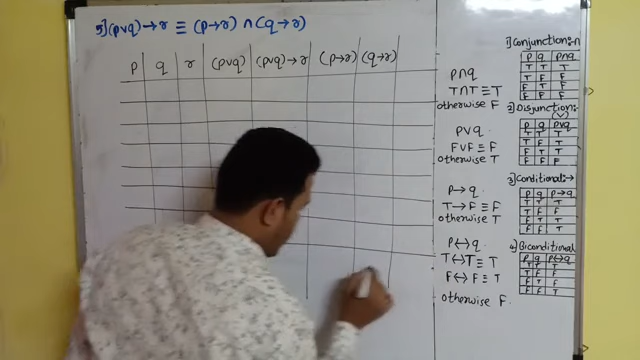 5](p∨q)→r ≡ (p→r) ∩ (q→r)
p q r (p∨q) (p∨q)→r (p→r) (q→r)
p∩q
T∩T≡T
otherwise F
p∨q
F∨F≡F
otherwise T
p→q
T→F≡F
otherwise T
p↔q
T↔T≡T
F↔F≡T
otherwise F.
1] Conjunction:-∩
p q p∩q
T T T
T F F
F T F
F F F
2] Disjunction:- (∨)
p q p∨q
T T T
T F T
F T T
F F F
3] Conditional:→
p q p→q
T T T
T F F
F T T
F F T
4] Biconditional
p q p↔q
T T T
T F F
F T F
F F T